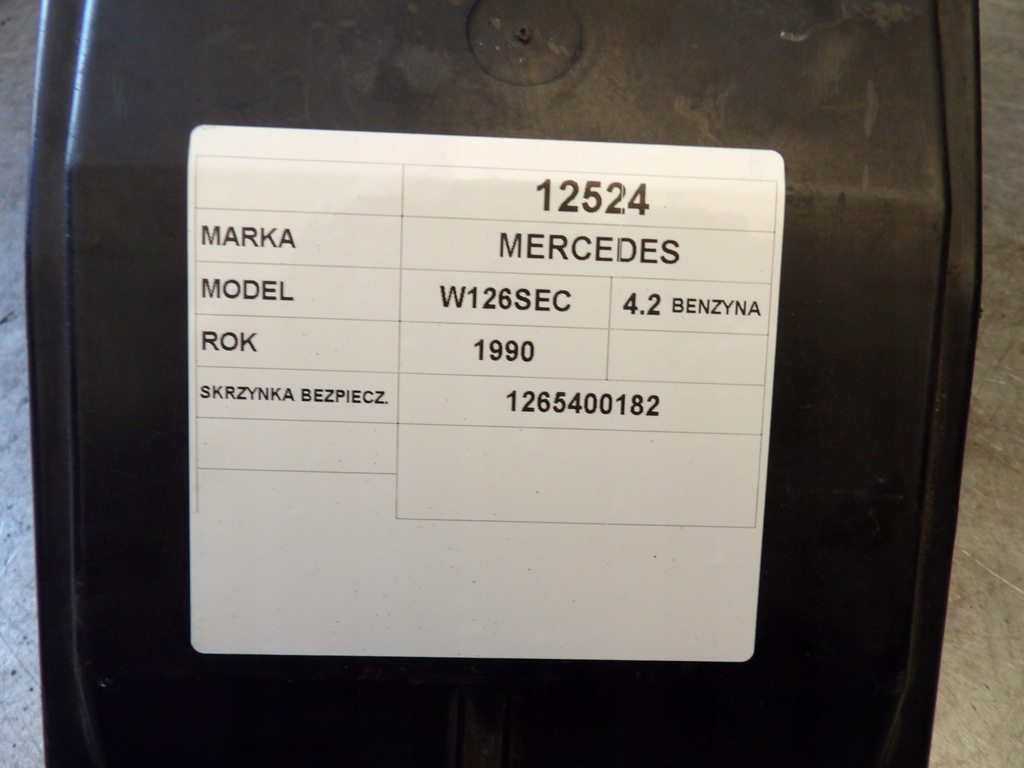 12524
MARKA MERCEDES
MODEL W126SEC 4.2 BENZYNA
ROK 1990
SKRZYNKA BEZPIECZ. 1265400182